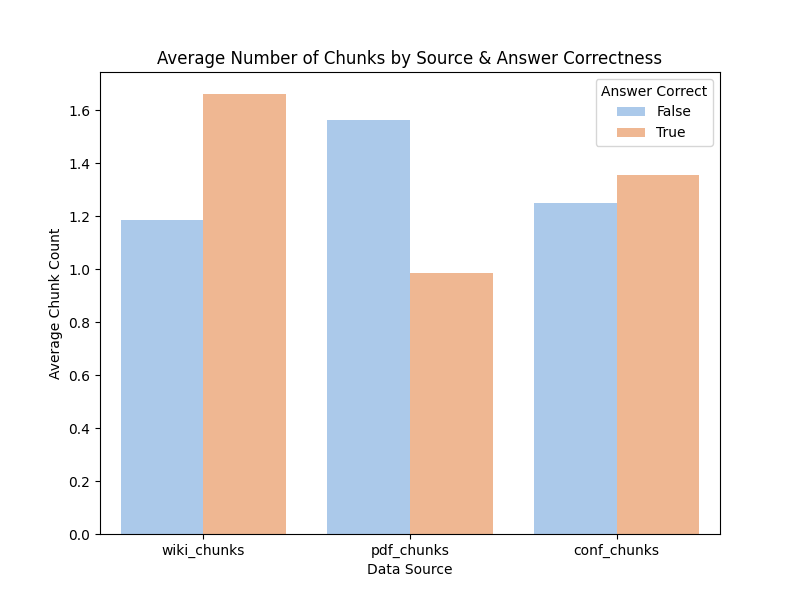 Average Number of Chunks by Source & Answer Correctness
Answer Correct
False
True
Average Chunk Count
1.6
1.4
1.2
1.0
0.8
0.6
0.4
0.2
0.0
wiki_chunks
pdf_chunks
conf_chunks
Data Source